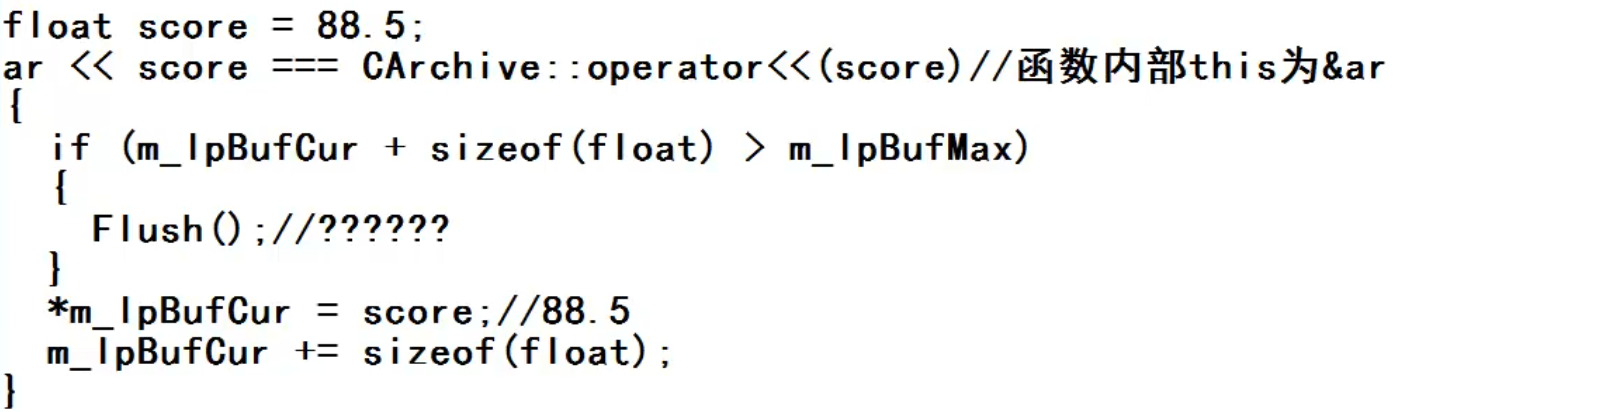 float score = 88.5;
ar << score === CArchive::operator<<(score)//函数内部this为&ar
{
if (m_lpBufCur + sizeof(float) > m_lpBufMax)
{
Flush();//??????
}
*m_lpBufCur = score;//88.5
m_lpBufCur += sizeof(float);
}